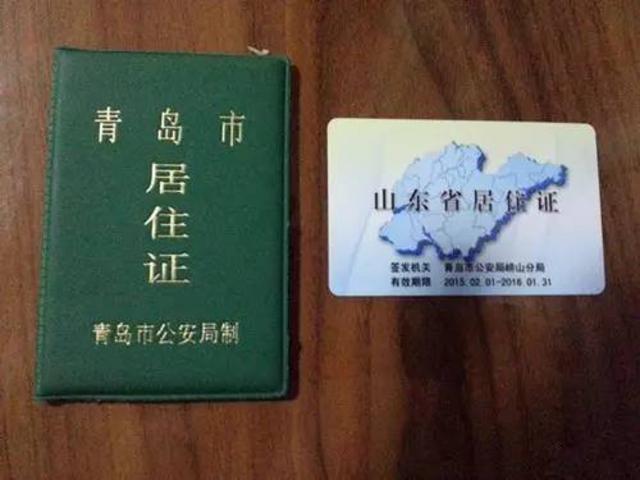 青岛市
居住证
青岛市公安局制
山东省居住证
签发机关 青岛市公安局崂山分局
有效期限 2015.02.01-2016.01.31